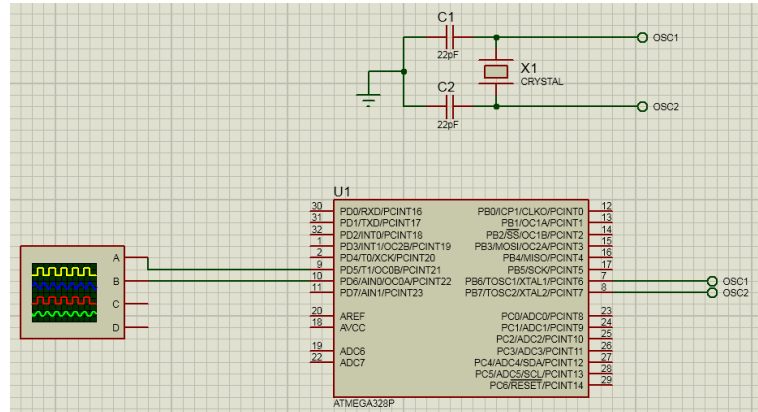 C1
22pF
OSC1
X1
CRYSTAL
C2
22pF
OSC2
U1
30 PD0/RXD/PCINT16 PB0/ICP1/CLKO/PCINT0 12
31 PD1/TXD/PCINT17 PB1/OC1A/PCINT1 13
32 PD2/INT0/PCINT18 PB2/SS/OC1B/PCINT2 14
1 PD3/INT1/OC2B/PCINT19 PB3/MOSI/OC2A/PCINT3 15
2 PD4/T0/XCK/PCINT20 PB4/MISO/PCINT4 16
A 9 PD5/T1/OC0B/PCINT21 PB5/SCK/PCINT5 17
B 10 PD6/AIN0/OC0A/PCINT22 PB6/TOSC1/XTAL1/PCINT6 7 OSC1
11 PD7/AIN1/PCINT23 PB7/TOSC2/XTAL2/PCINT7 8 OSC2
C
20 AREF PC0/ADC0/PCINT8 23
D 18 AVCC PC1/ADC1/PCINT9 24
PC2/ADC2/PCINT10 25
19 ADC6 PC3/ADC3/PCINT11 26
22 ADC7 PC4/ADC4/SDA/PCINT12 27
PC5/ADC5/SCL/PCINT13 28
PC6/RESET/PCINT14 29
ATMEGA328P